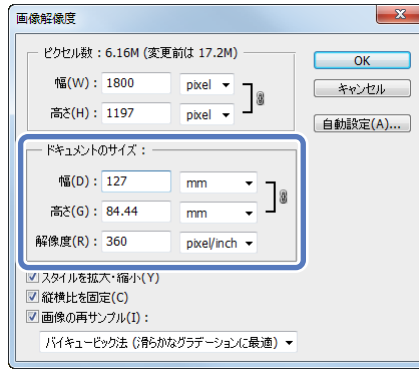 画像解像度
ピクセル数：6.16M (変更前は 17.2M)
幅(W)： 1800 pixel
高さ(H)： 1197 pixel
OK
キャンセル
自動設定(A)...
ドキュメントのサイズ：
幅(D)： 127 mm
高さ(G)： 84.44 mm
解像度(R)： 360 pixel/inch
スタイルを拡大・縮小(Y)
縦横比を固定(C)
画像の再サンプル(I)：
バイキュービック法 (滑らかなグラデーションに最適)